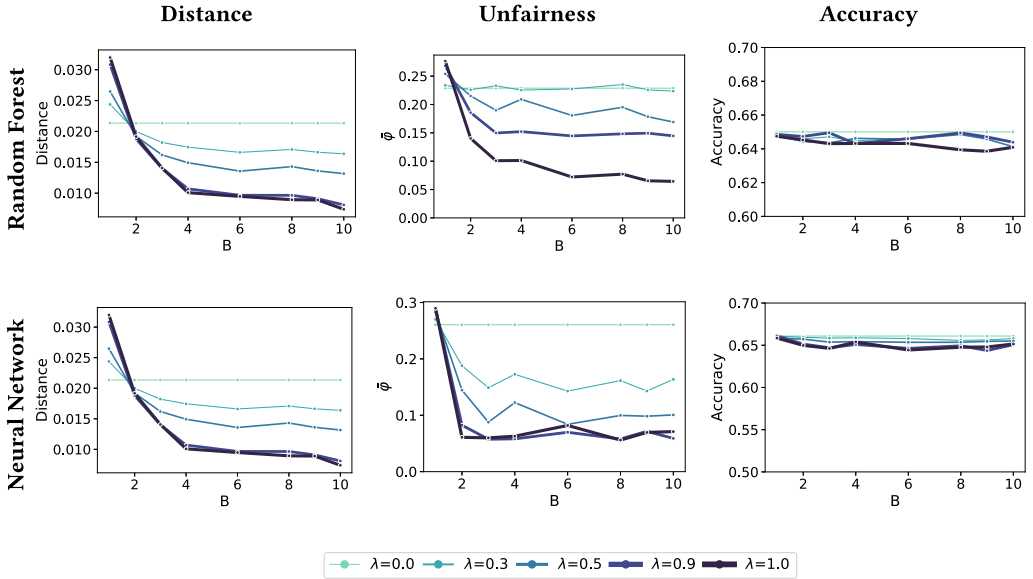 Distance Unfairness Accuracy
Random Forest
Distance
0.030
0.025
0.020
0.015
0.010
2 4 6 8 10
B
φ̄
0.25
0.20
0.15
0.10
0.05
0.00
2 4 6 8 10
B
Accuracy
0.70
0.68
0.66
0.64
0.62
0.60
2 4 6 8 10
B
Neural Network
Distance
0.030
0.025
0.020
0.015
0.010
2 4 6 8 10
B
φ̄
0.3
0.2
0.1
0.0
2 4 6 8 10
B
Accuracy
0.70
0.65
0.60
0.55
0.50
2 4 6 8 10
B
λ=0.0 λ=0.3 λ=0.5 λ=0.9 λ=1.0